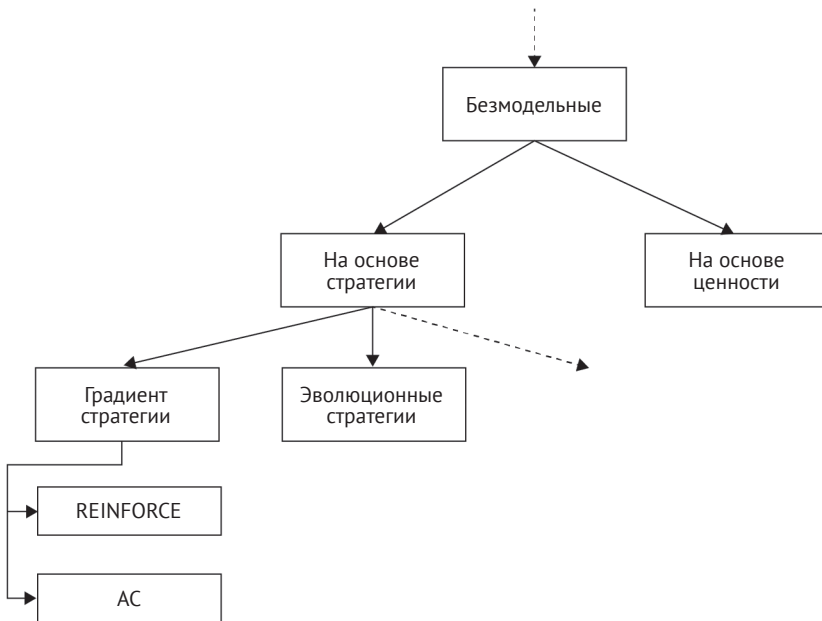 Безмодельные
На основе
стратегии
На основе
ценности
Градиент
стратегии
Эволюционные
стратегии
REINFORCE
AC